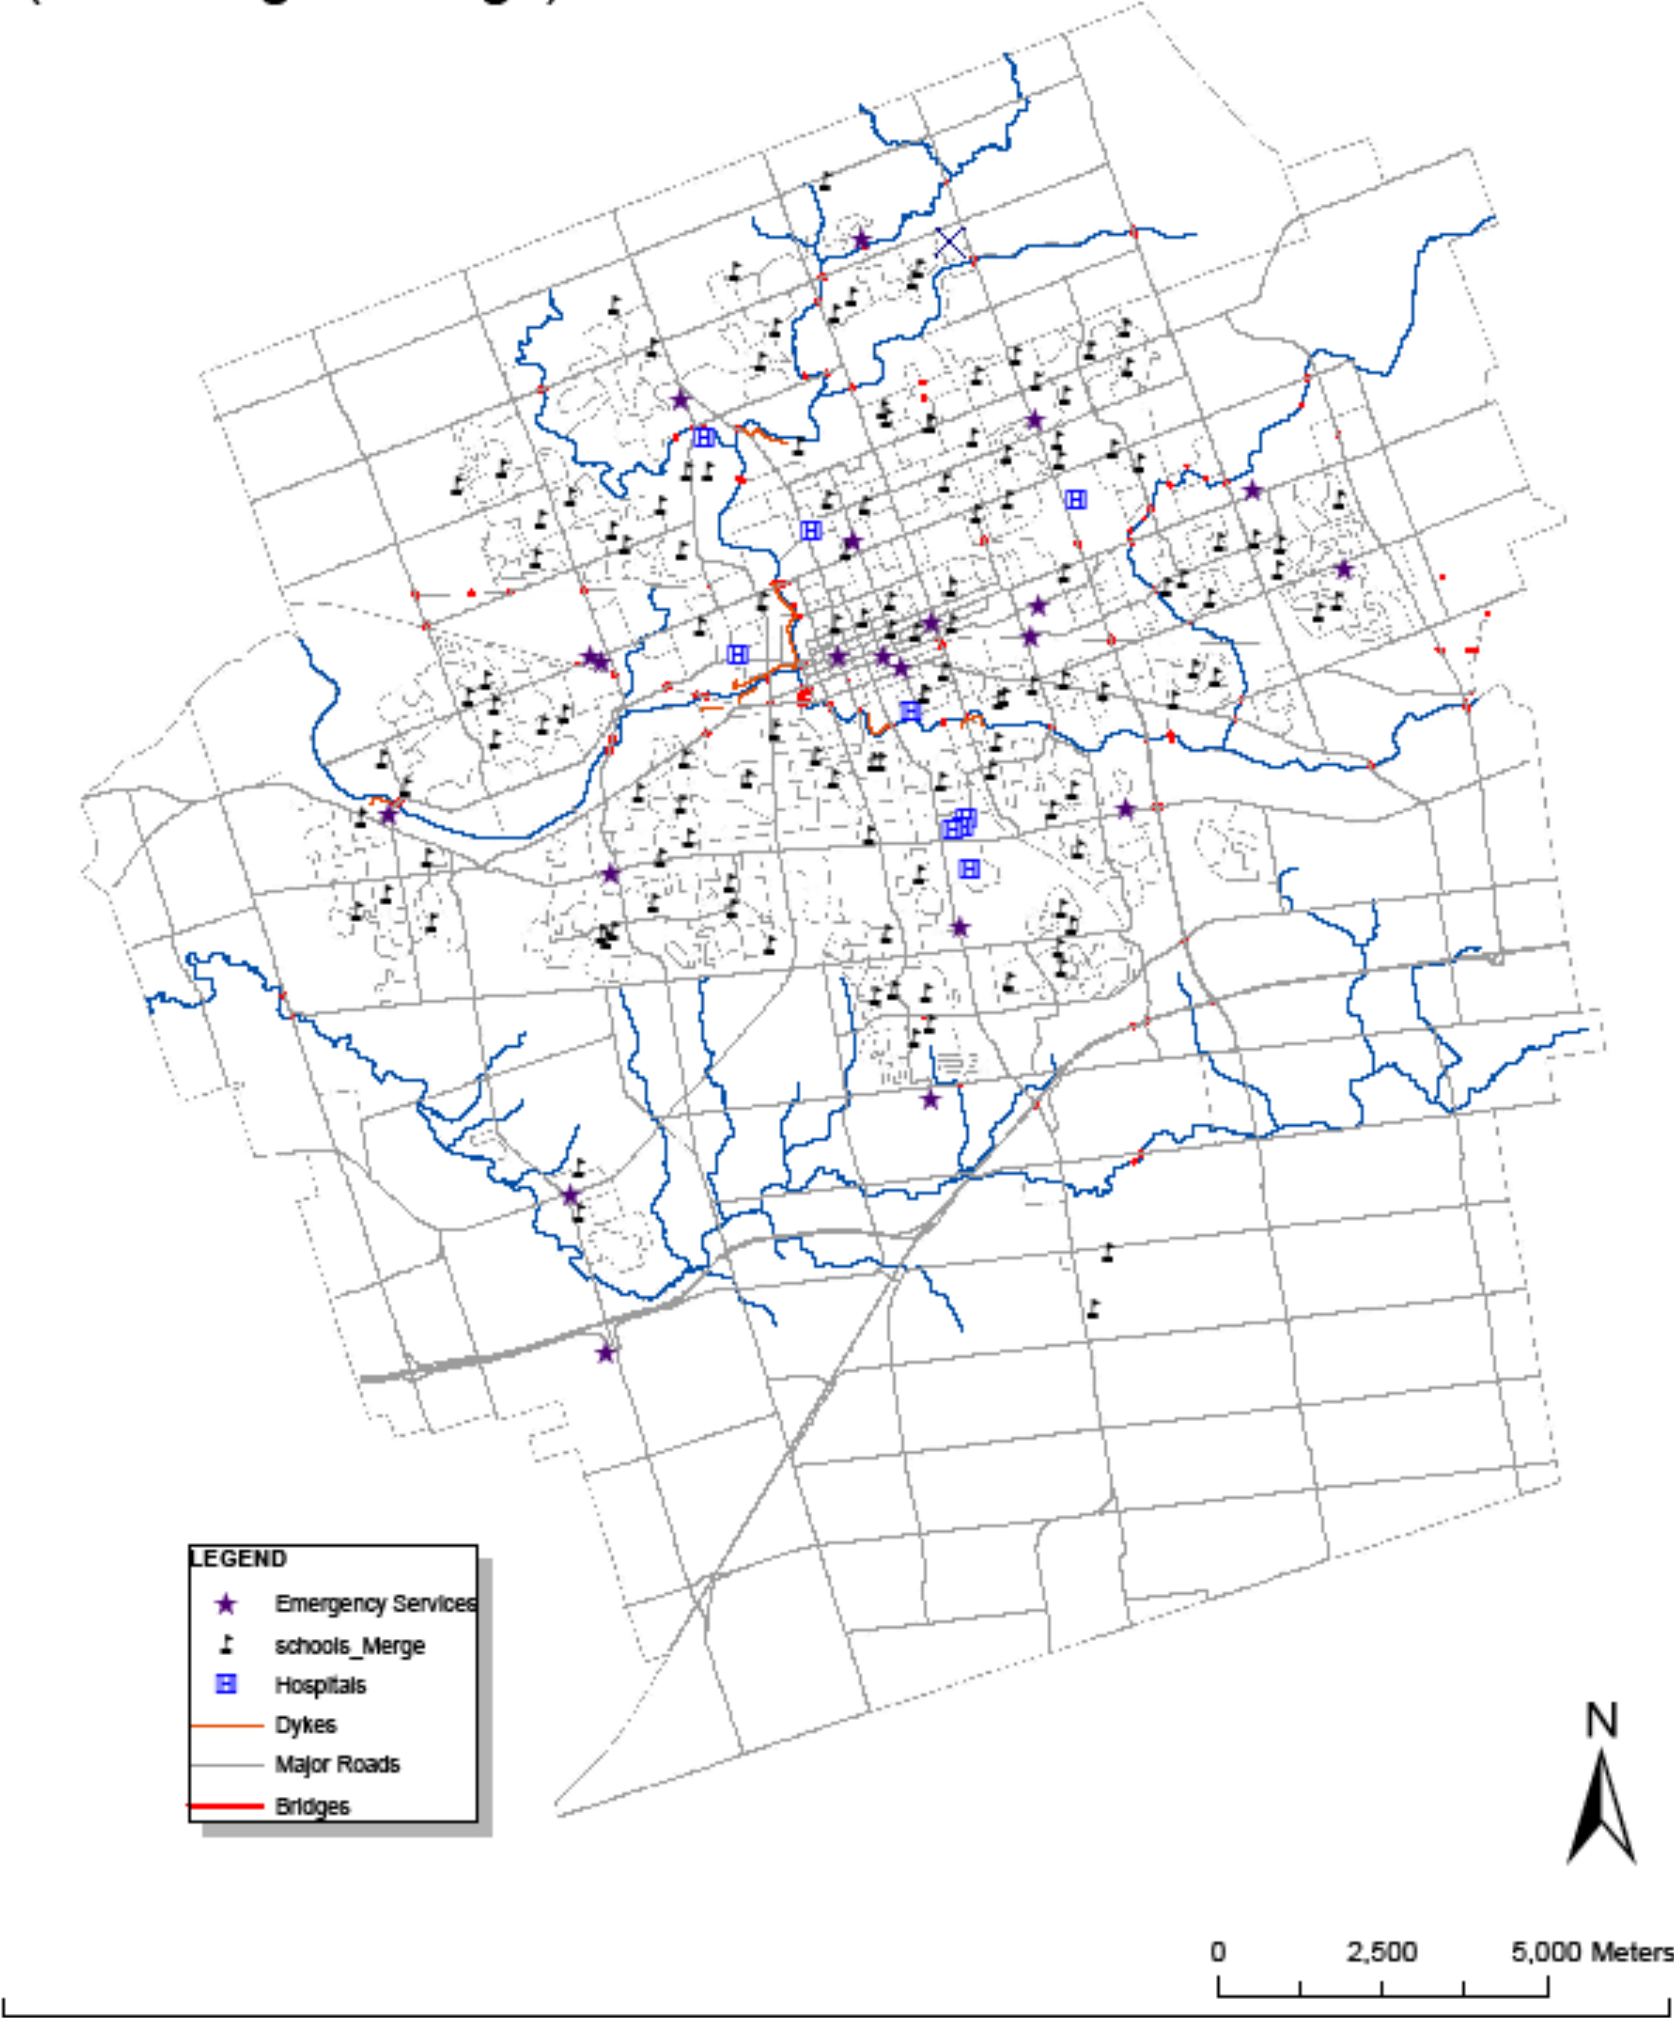 LEGEND
Emergency Services
schools_Merge
Hospitals
Dykes
Major Roads
Bridges
N
0 2,500 5,000 Meters